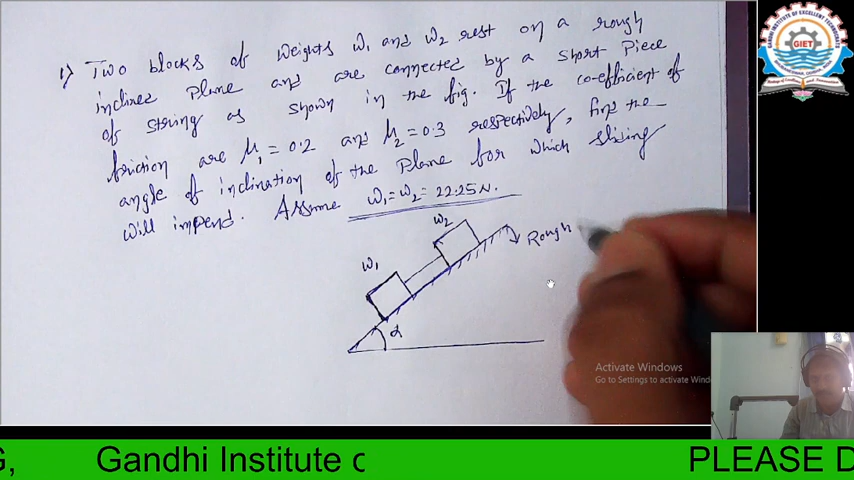 1) Two blocks of weights W1 and W2 rest on a rough
inclined plane and are connected by a short piece
of string as shown in the fig. If the co-efficient of
friction are μ1 = 0.2 and μ2 = 0.3 respectively, find the
angle of inclination of the plane for which sliding
will impend. Assume W1 = W2 = 22.25 N.
W2
Rough
W1
α
GIET
Activate Windows
Go to Settings to activate Wind
G, Gandhi Institute o PLEASE D